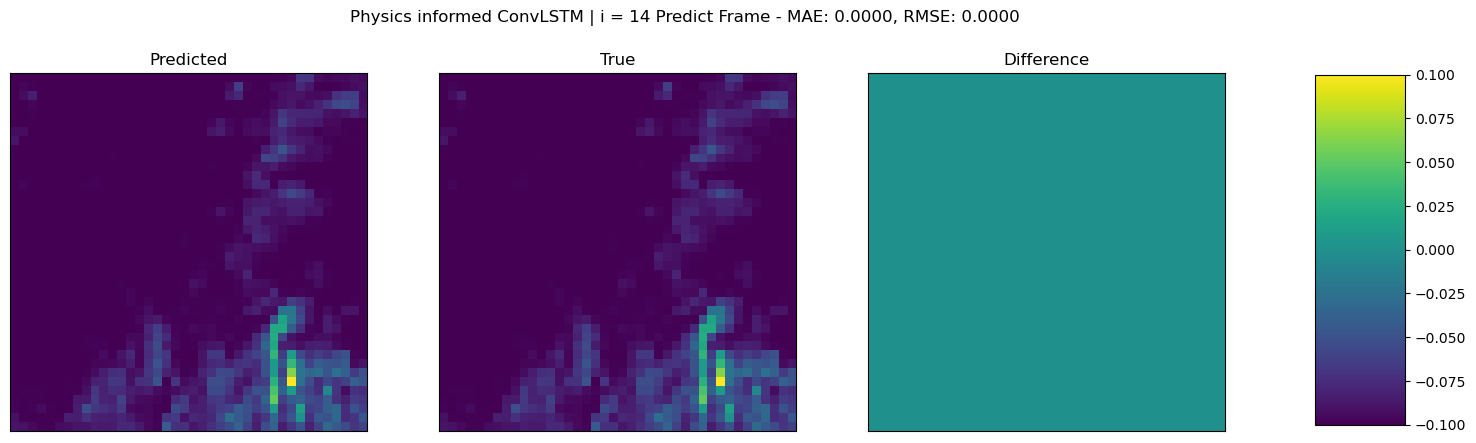 Physics informed ConvLSTM | i = 14 Predict Frame - MAE: 0.0000, RMSE: 0.0000
Predicted
True
Difference
0.100
0.075
0.050
0.025
0.000
−0.025
−0.050
−0.075
−0.100